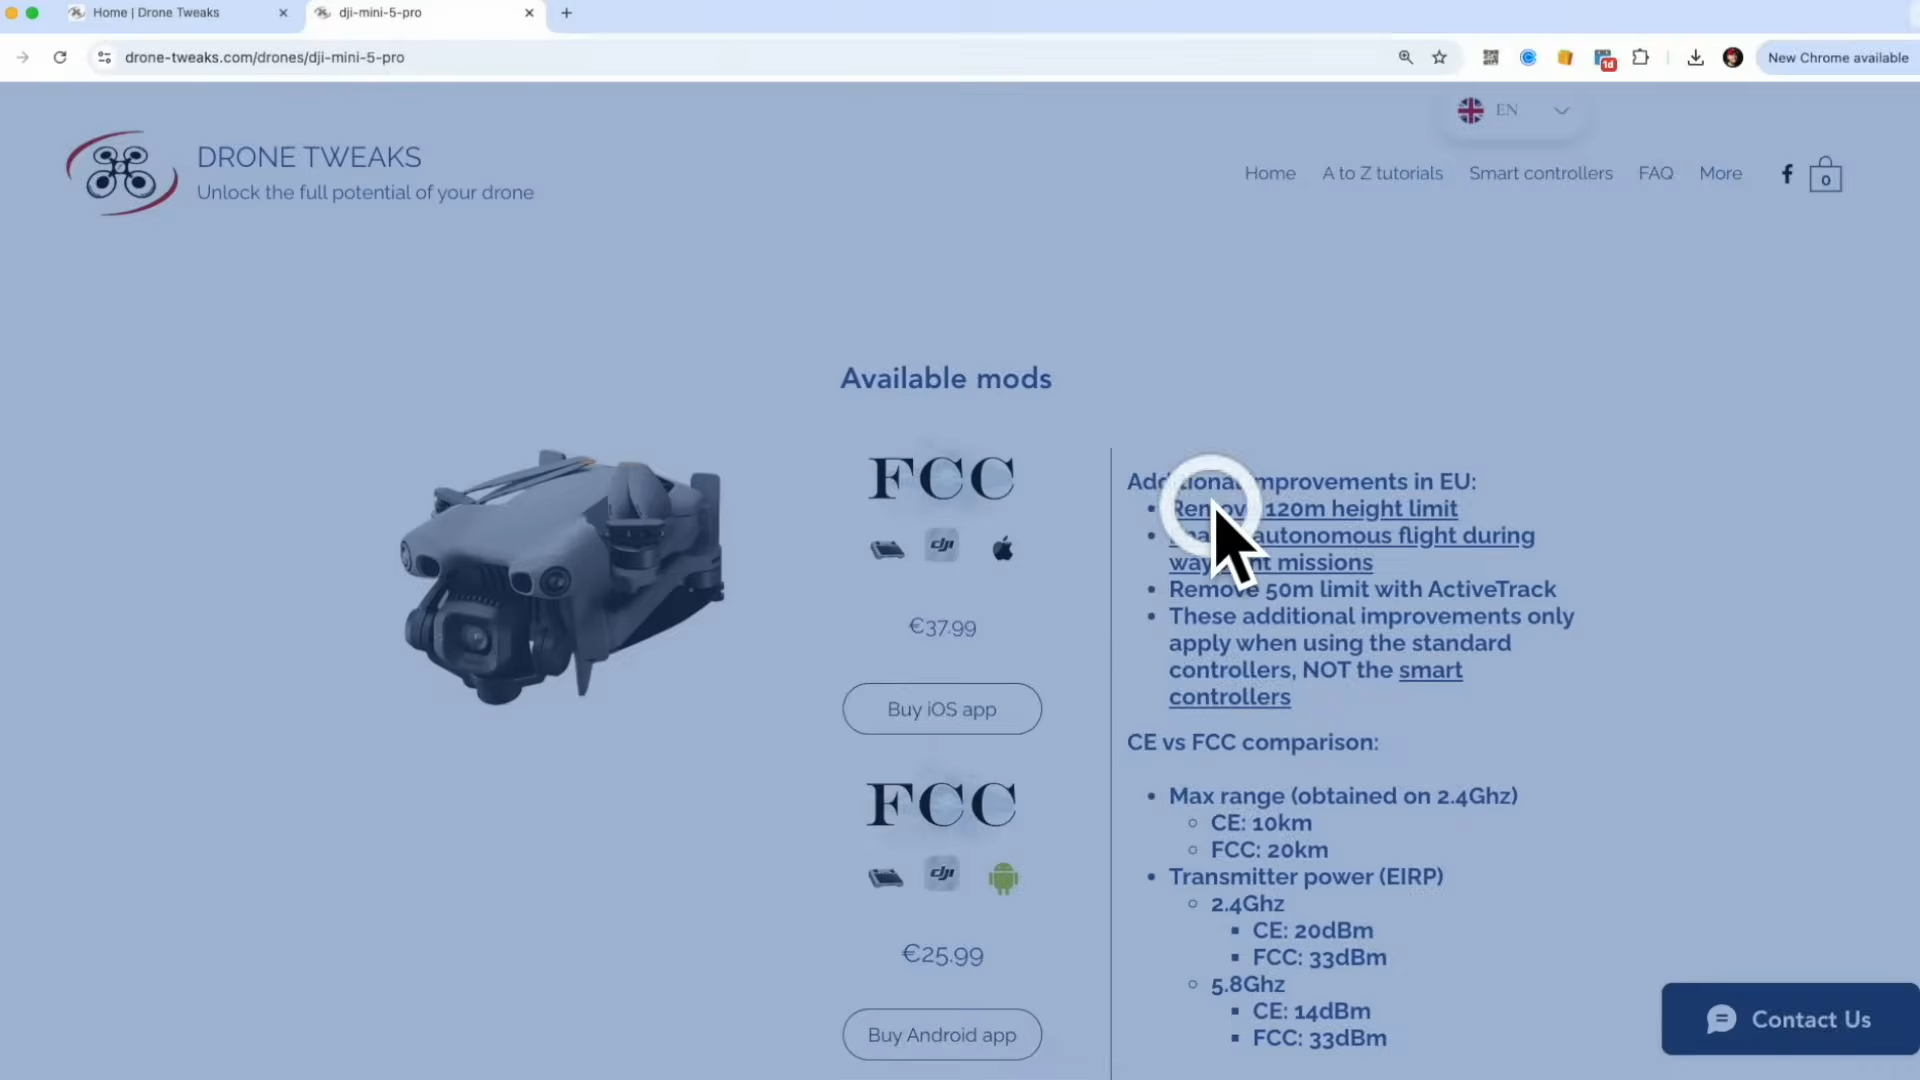 Home | Drone Tweaks
dji-mini-5-pro
drone-tweaks.com/drones/dji-mini-5-pro
1d
New Chrome available
EN
DRONE TWEAKS
Unlock the full potential of your drone
Home
A to Z tutorials
Smart controllers
FAQ
More
f
0
Available mods
FCC
dji
€37.99
Buy iOS app
FCC
dji
€25.99
Buy Android app
improvements in EU:
120m height limit
autonomous flight during
missions
Remove 50m limit with ActiveTrack
These additional improvements only
apply when using the standard
controllers, NOT the smart
controllers
CE vs FCC comparison:
Max range (obtained on 2.4Ghz)
CE: 10km
FCC: 20km
Transmitter power (EIRP)
2.4Ghz
CE: 20dBm
FCC: 33dBm
5.8Ghz
CE: 14dBm
FCC: 33dBm
Contact Us